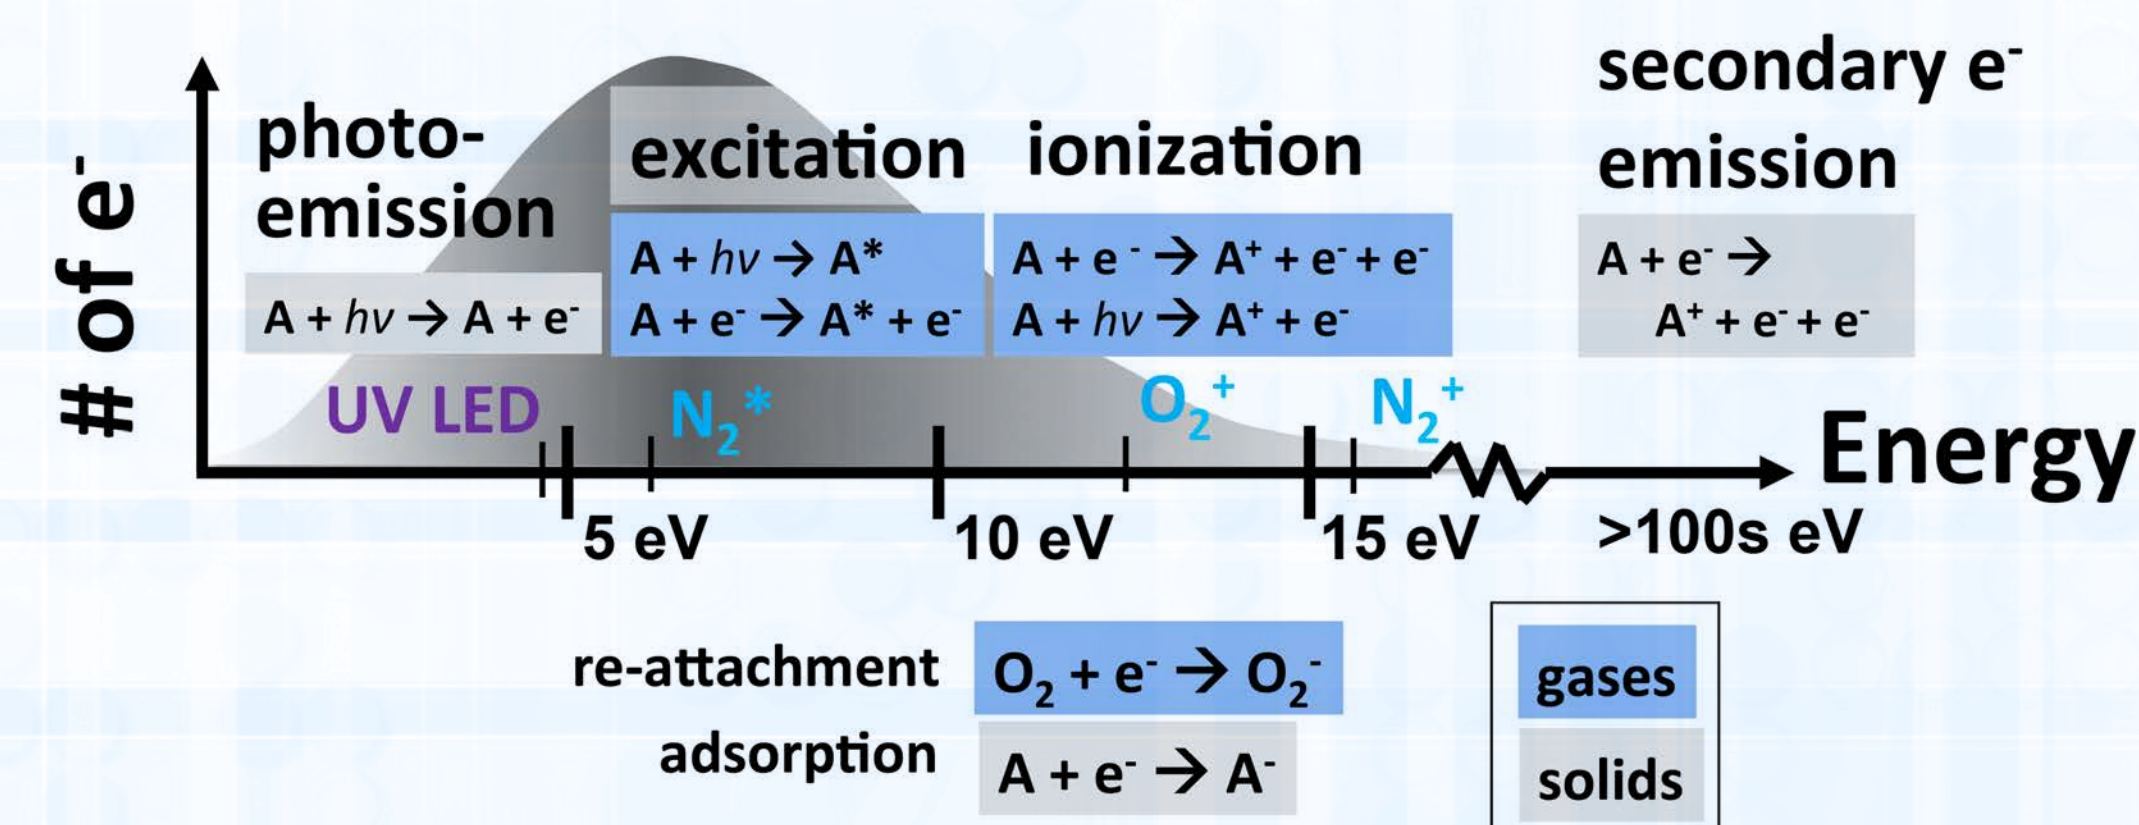 # of e⁻
photo-
emission
A + hν → A + e⁻
excitation
A + hν → A*
A + e⁻ → A* + e⁻
ionization
A + e⁻ → A⁺ + e⁻ + e⁻
A + hν → A⁺ + e⁻
secondary e⁻
emission
A + e⁻ →
A⁺ + e⁻ + e⁻
UV LED
N₂*
O₂⁺
N₂⁺
Energy
5 eV
10 eV
15 eV
>100s eV
re-attachment O₂ + e⁻ → O₂⁻
adsorption A + e⁻ → A⁻
gases
solids